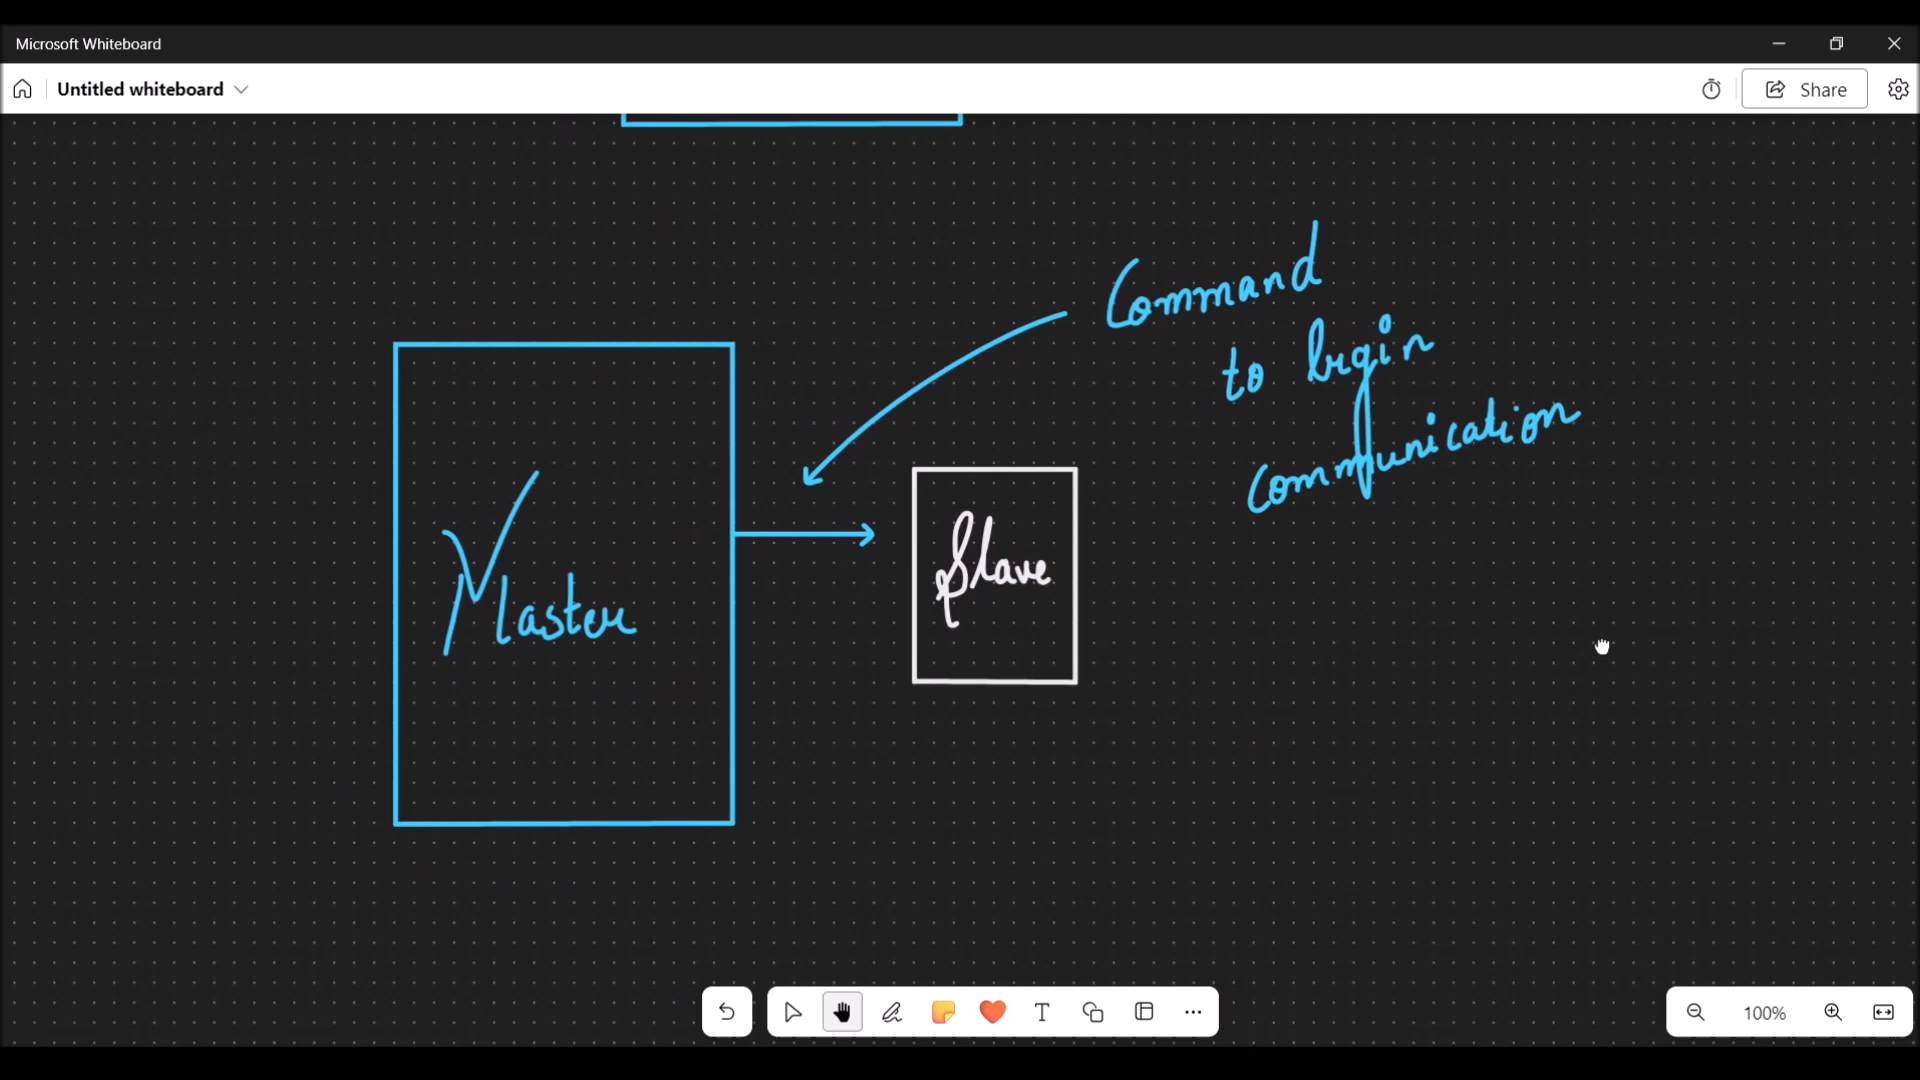 Microsoft Whiteboard
Untitled whiteboard
Share
Command
to begin
communication
Master
Slave
100%